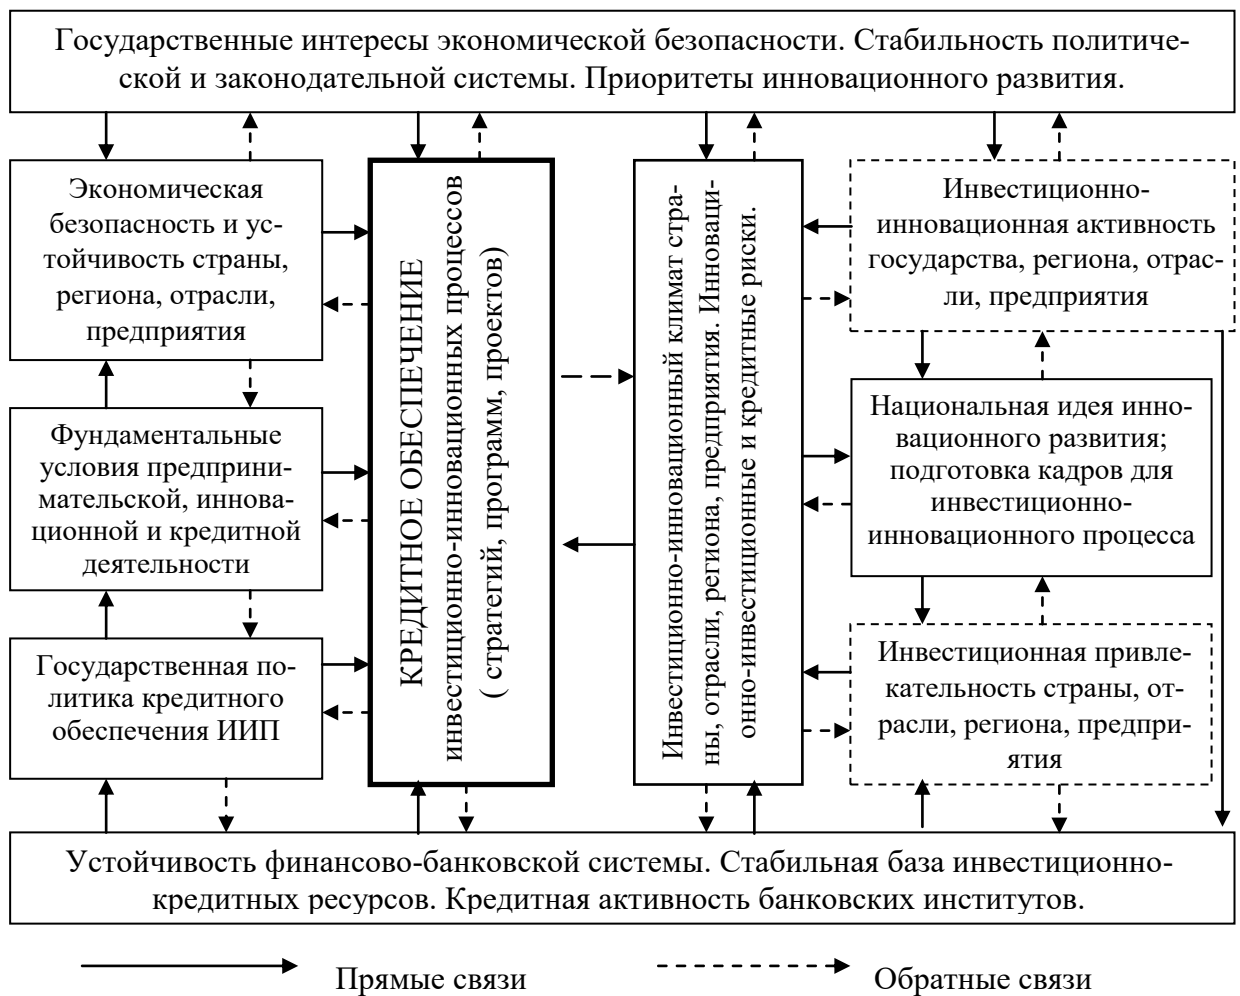 Государственные интересы экономической безопасности. Стабильность политиче-
ской и законодательной системы. Приоритеты инновационного развития.
Экономическая
безопасность и ус-
тойчивость страны,
региона, отрасли,
предприятия
Фундаментальные
условия предприни-
мательской, иннова-
ционной и кредитной
деятельности
Государственная по-
литика кредитного
обеспечения ИИП
КРЕДИТНОЕ ОБЕСПЕЧЕНИЕ
инвестиционно-инновационных процессов
( стратегий, программ, проектов)
Инвестиционно-инновационный климат стра-
ны, отрасли, региона, предприятия. Инноваци-
онно-инвестиционные и кредитные риски.
Инвестиционно-
инновационная активность
государства, региона, отрас-
ли, предприятия
Национальная идея инно-
вационного развития;
подготовка кадров для
инвестиционно-
инновационного процесса
Инвестиционная привле-
кательность страны, от-
расли, региона, предпри-
ятия
Устойчивость финансово-банковской системы. Стабильная база инвестиционно-
кредитных ресурсов. Кредитная активность банковских институтов.
Прямые связи
Обратные связи